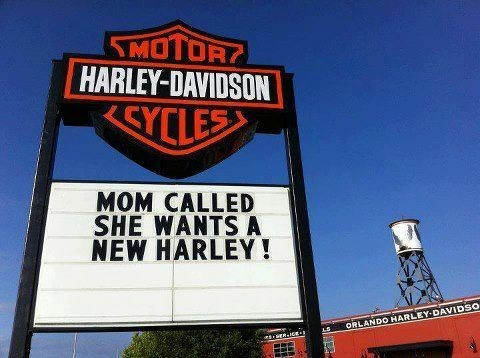 MOTOR
HARLEY-DAVIDSON
CYCLES
MOM CALLED
SHE WANTS A
NEW HARLEY!
ORLANDO HARLEY-DAVIDSO